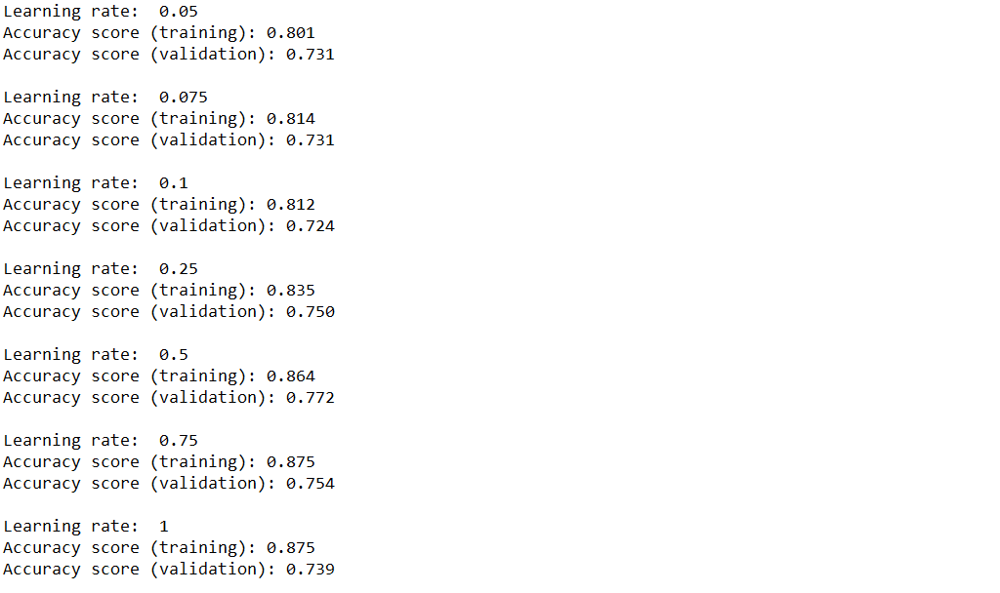 Learning rate:  0.05
Accuracy score (training): 0.801
Accuracy score (validation): 0.731
Learning rate:  0.075
Accuracy score (training): 0.814
Accuracy score (validation): 0.731
Learning rate:  0.1
Accuracy score (training): 0.812
Accuracy score (validation): 0.724
Learning rate:  0.25
Accuracy score (training): 0.835
Accuracy score (validation): 0.750
Learning rate:  0.5
Accuracy score (training): 0.864
Accuracy score (validation): 0.772
Learning rate:  0.75
Accuracy score (training): 0.875
Accuracy score (validation): 0.754
Learning rate:  1
Accuracy score (training): 0.875
Accuracy score (validation): 0.739